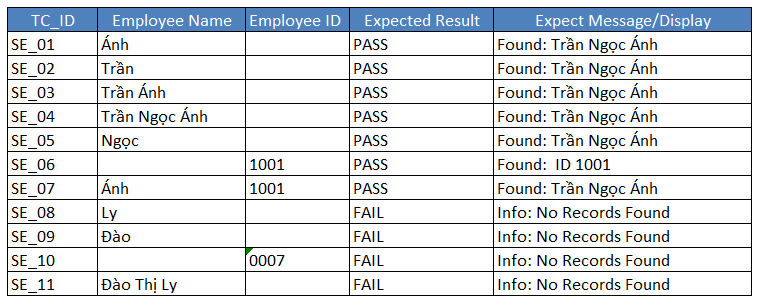 TC_ID Employee Name Employee ID Expected Result Expect Message/Display
SE_01 Ánh PASS Found: Trần Ngọc Ánh
SE_02 Trần PASS Found: Trần Ngọc Ánh
SE_03 Trần Ánh PASS Found: Trần Ngọc Ánh
SE_04 Trần Ngọc Ánh PASS Found: Trần Ngọc Ánh
SE_05 Ngọc PASS Found: Trần Ngọc Ánh
SE_06 1001 PASS Found: ID 1001
SE_07 Ánh 1001 PASS Found: Trần Ngọc Ánh
SE_08 Ly FAIL Info: No Records Found
SE_09 Đào FAIL Info: No Records Found
SE_10 0007 FAIL Info: No Records Found
SE_11 Đào Thị Ly FAIL Info: No Records Found